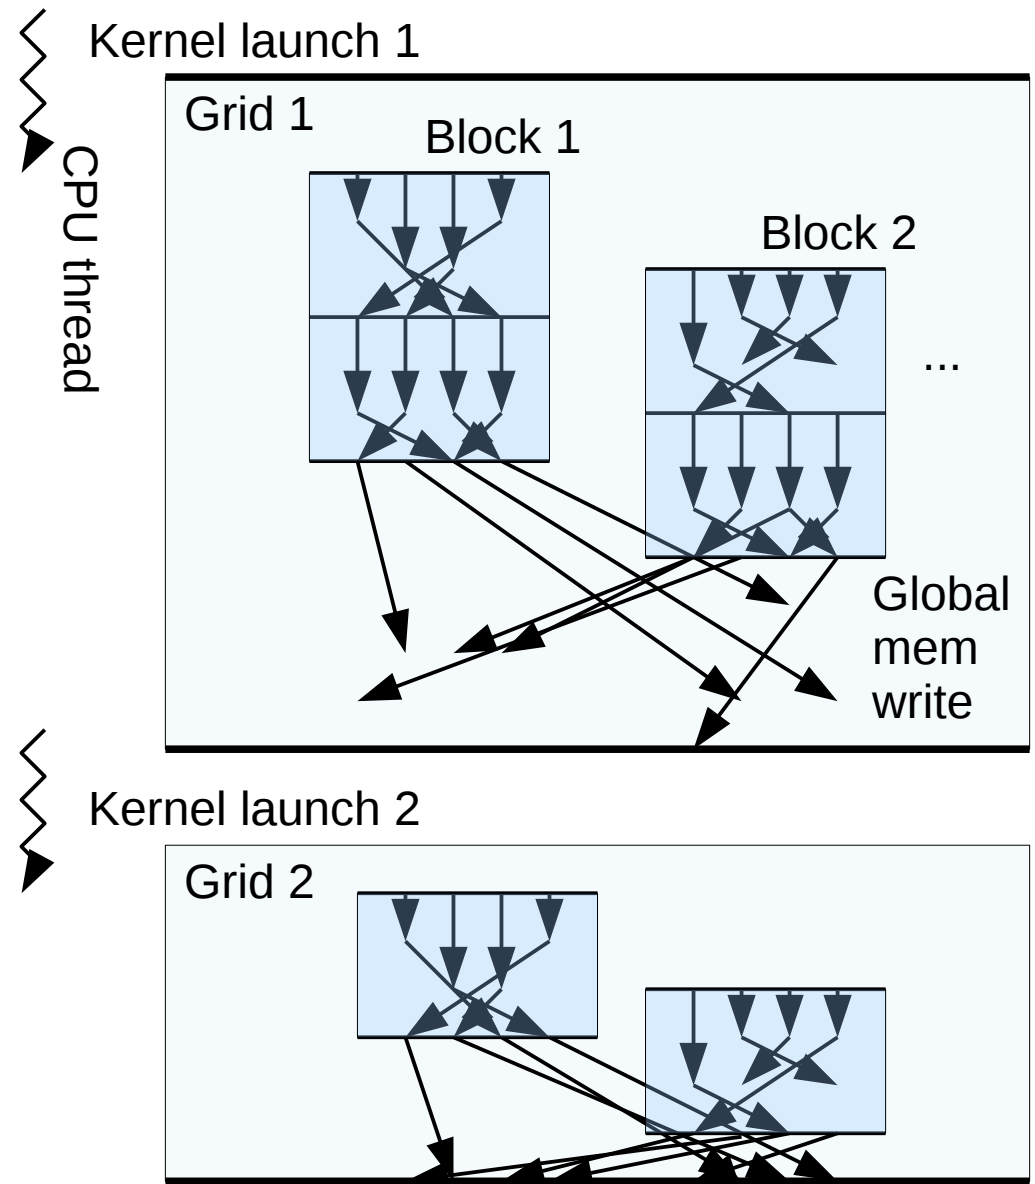 Kernel launch 1
Grid 1
Block 1
CPU thread
Block 2
...
Global
mem
write
Kernel launch 2
Grid 2